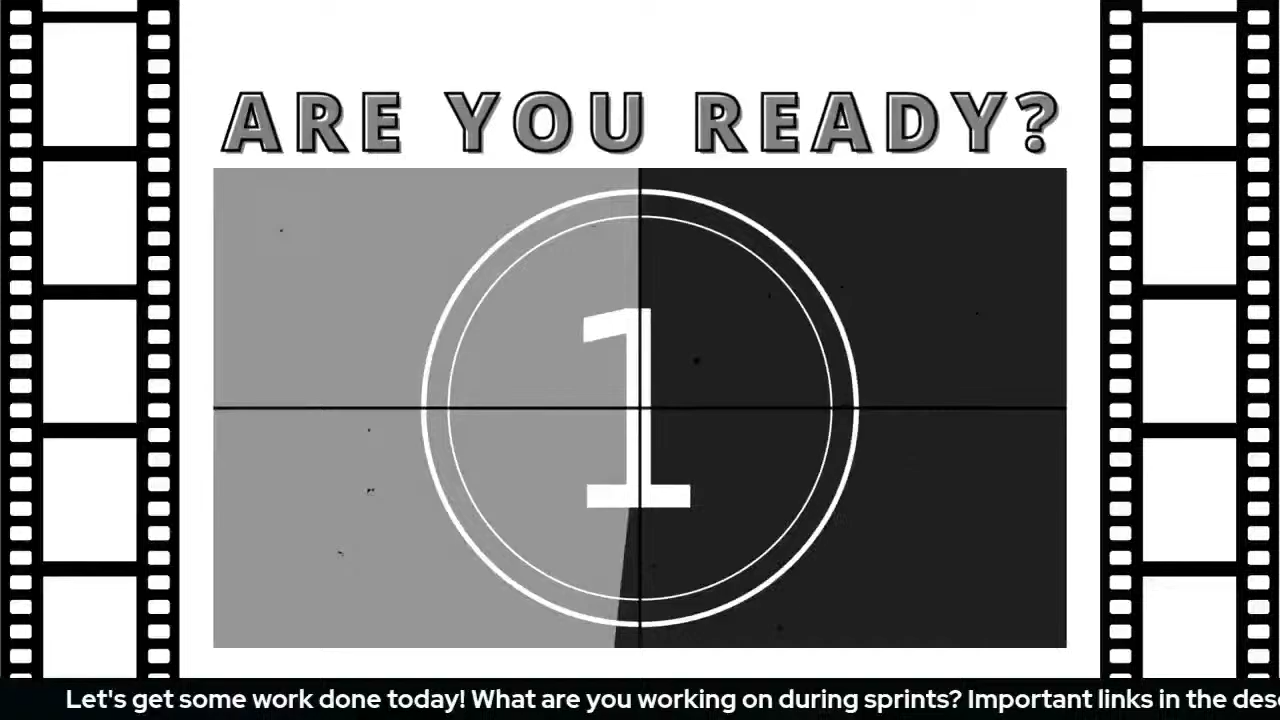 ARE YOU READY?
1
Let's get some work done today! What are you working on during sprints? Important links in the des